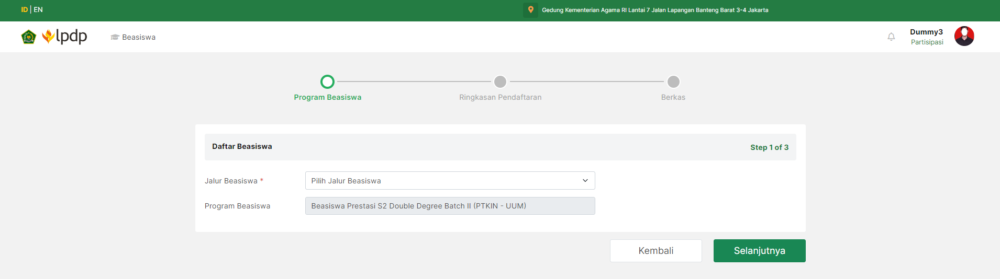 ID | EN
Gedung Kementerian Agama RI Lantai 7 Jalan Lapangan Banteng Barat 3-4 Jakarta
lpdp
Beasiswa
Dummy3
Partisipasi
Program Beasiswa
Ringkasan Pendaftaran
Berkas
Daftar Beasiswa
Step 1 of 3
Jalur Beasiswa *
Pilih Jalur Beasiswa
Program Beasiswa
Beasiswa Prestasi S2 Double Degree Batch II (PTKIN - UUM)
Kembali
Selanjutnya